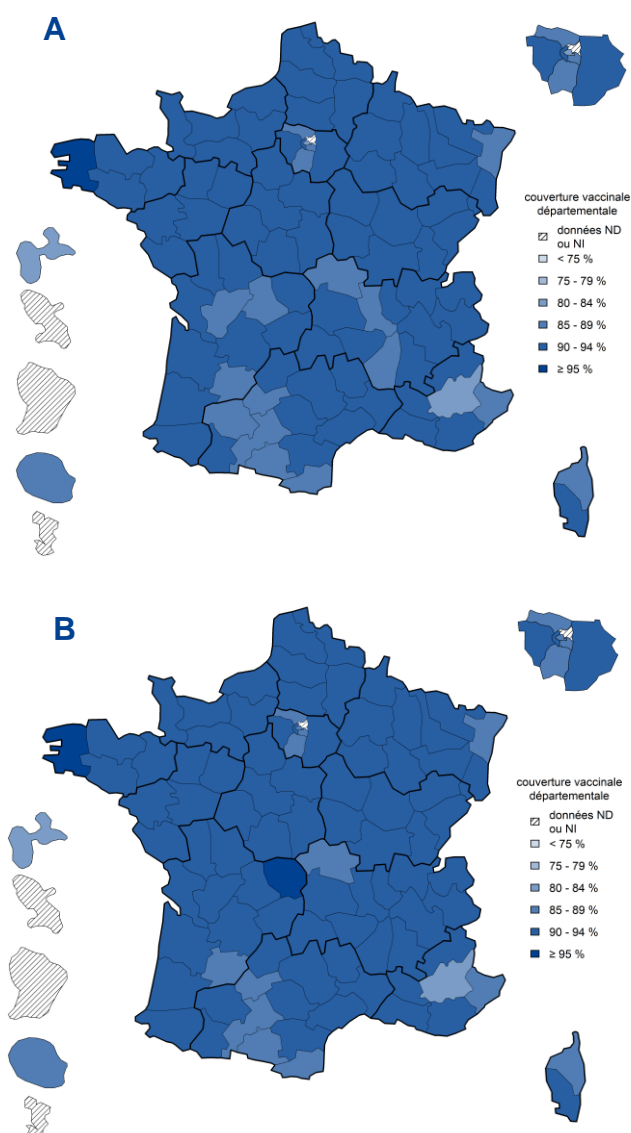 A
couverture vaccinale
départementale
données ND
ou NI
< 75 %
75 - 79 %
80 - 84 %
85 - 89 %
90 - 94 %
≥ 95 %
B
couverture vaccinale
départementale
données ND
ou NI
< 75 %
75 - 79 %
80 - 84 %
85 - 89 %
90 - 94 %
≥ 95 %